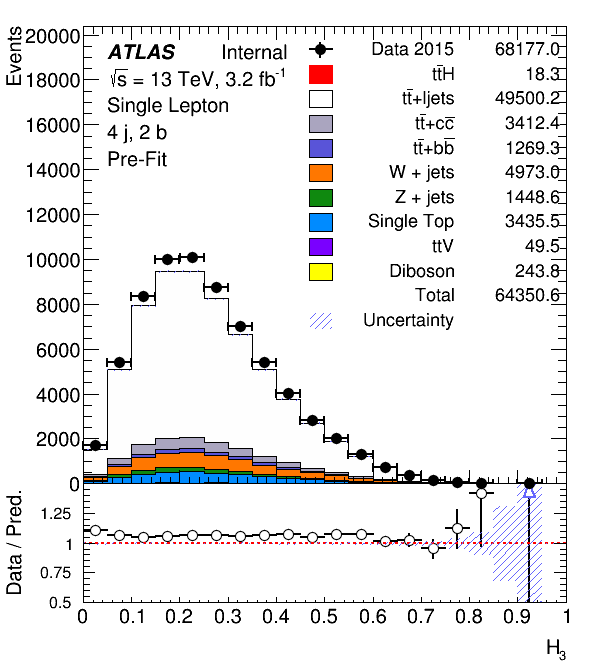 Events
20000
18000
16000
14000
12000
10000
8000
6000
4000
2000
0
ATLAS Internal
√s = 13 TeV, 3.2 fb⁻¹
Single Lepton
4 j, 2 b
Pre-Fit
Data 2015 68177.0
tt̄H 18.3
tt̄+ljets 49500.2
tt̄+cc̄ 3412.4
tt̄+bb̄ 1269.3
W + jets 4973.0
Z + jets 1448.6
Single Top 3435.5
ttV 49.5
Diboson 243.8
Total 64350.6
Uncertainty
Data / Pred.
1.25
1
0.75
0.5
0 0.1 0.2 0.3 0.4 0.5 0.6 0.7 0.8 0.9 1
H₃